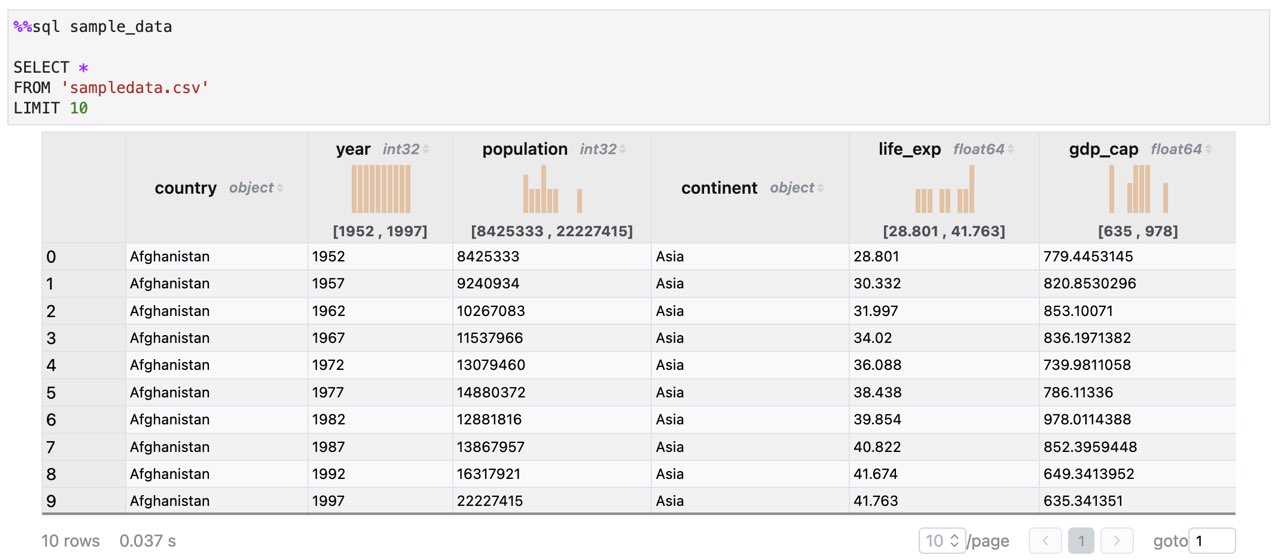 %%sql sample_data
SELECT *
FROM 'sampledata.csv'
LIMIT 10
country object year int32 population int32 continent object life_exp float64 gdp_cap float64
[1952 , 1997] [8425333 , 22227415] [28.801 , 41.763] [635 , 978]
0 Afghanistan 1952 8425333 Asia 28.801 779.4453145
1 Afghanistan 1957 9240934 Asia 30.332 820.8530296
2 Afghanistan 1962 10267083 Asia 31.997 853.10071
3 Afghanistan 1967 11537966 Asia 34.02 836.1971382
4 Afghanistan 1972 13079460 Asia 36.088 739.9811058
5 Afghanistan 1977 14880372 Asia 38.438 786.11336
6 Afghanistan 1982 12881816 Asia 39.854 978.0114388
7 Afghanistan 1987 13867957 Asia 40.822 852.3959448
8 Afghanistan 1992 16317921 Asia 41.674 649.3413952
9 Afghanistan 1997 22227415 Asia 41.763 635.341351
10 rows 0.037 s 10 /page < 1 > goto 1